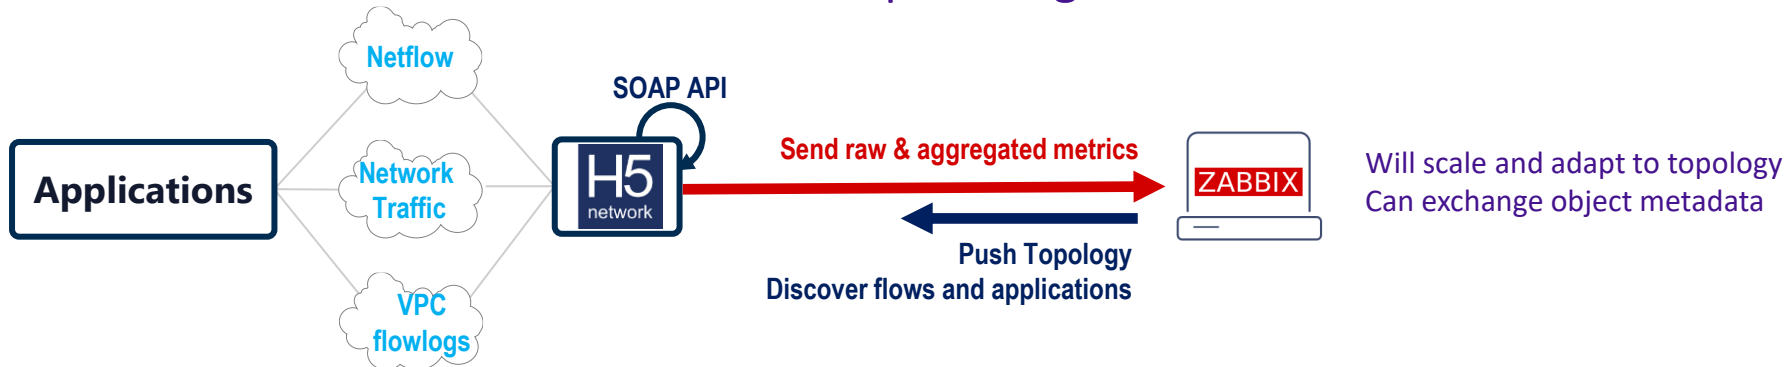 Netflow
SOAP API
Applications
Network
Traffic
H5
network
Send raw & aggregated metrics
ZABBIX
Will scale and adapt to topology
Can exchange object metadata
Push Topology
Discover flows and applications
VPC
flowlogs